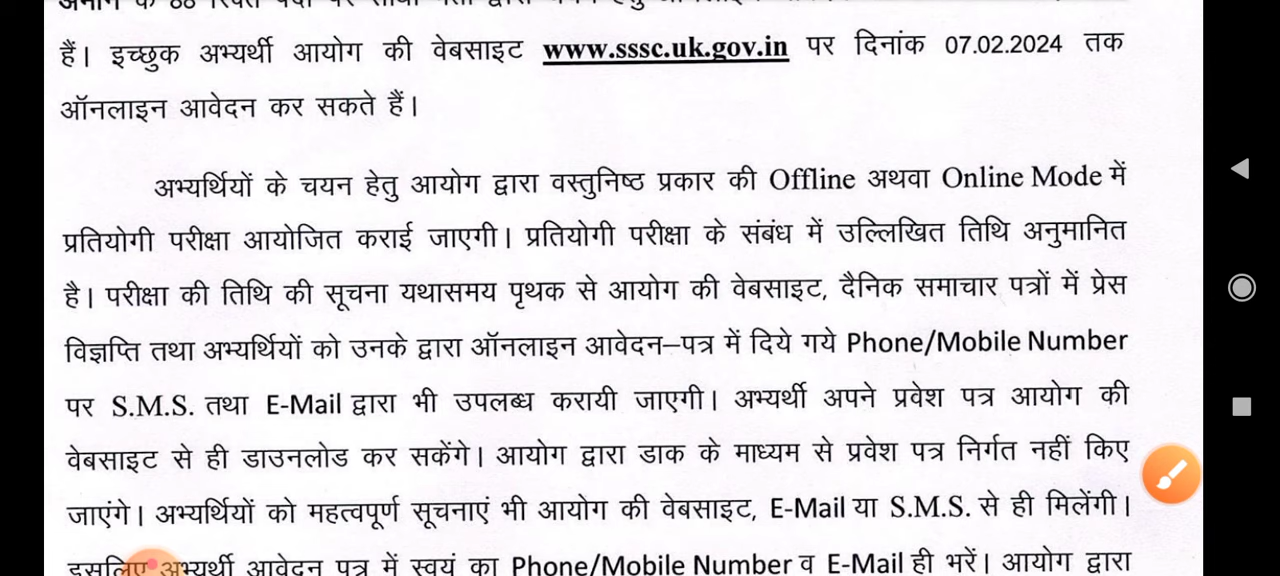 के 88 रिक्त पदों पर सीधी भर्ती द्वारा चयन हेतु
हैं। इच्छुक अभ्यर्थी आयोग की वेबसाइट www.sssc.uk.gov.in पर दिनांक 07.02.2024 तक
ऑनलाइन आवेदन कर सकते हैं।
अभ्यर्थियों के चयन हेतु आयोग द्वारा वस्तुनिष्ठ प्रकार की Offline अथवा Online Mode में
प्रतियोगी परीक्षा आयोजित कराई जाएगी। प्रतियोगी परीक्षा के संबंध में उल्लिखित तिथि अनुमानित
है। परीक्षा की तिथि की सूचना यथासमय पृथक से आयोग की वेबसाइट, दैनिक समाचार पत्रों में प्रेस
विज्ञप्ति तथा अभ्यर्थियों को उनके द्वारा ऑनलाइन आवेदन–पत्र में दिये गये Phone/Mobile Number
पर S.M.S. तथा E-Mail द्वारा भी उपलब्ध करायी जाएगी। अभ्यर्थी अपने प्रवेश पत्र आयोग की
वेबसाइट से ही डाउनलोड कर सकेंगे। आयोग द्वारा डाक के माध्यम से प्रवेश पत्र निर्गत नहीं किए
जाएंगे। अभ्यर्थियों को महत्वपूर्ण सूचनाएं भी आयोग की वेबसाइट, E-Mail या S.M.S. से ही मिलेंगी।
इसलिए अभ्यर्थी आवेदन पत्र में स्वयं का Phone/Mobile Number व E-Mail ही भरें। आयोग द्वारा